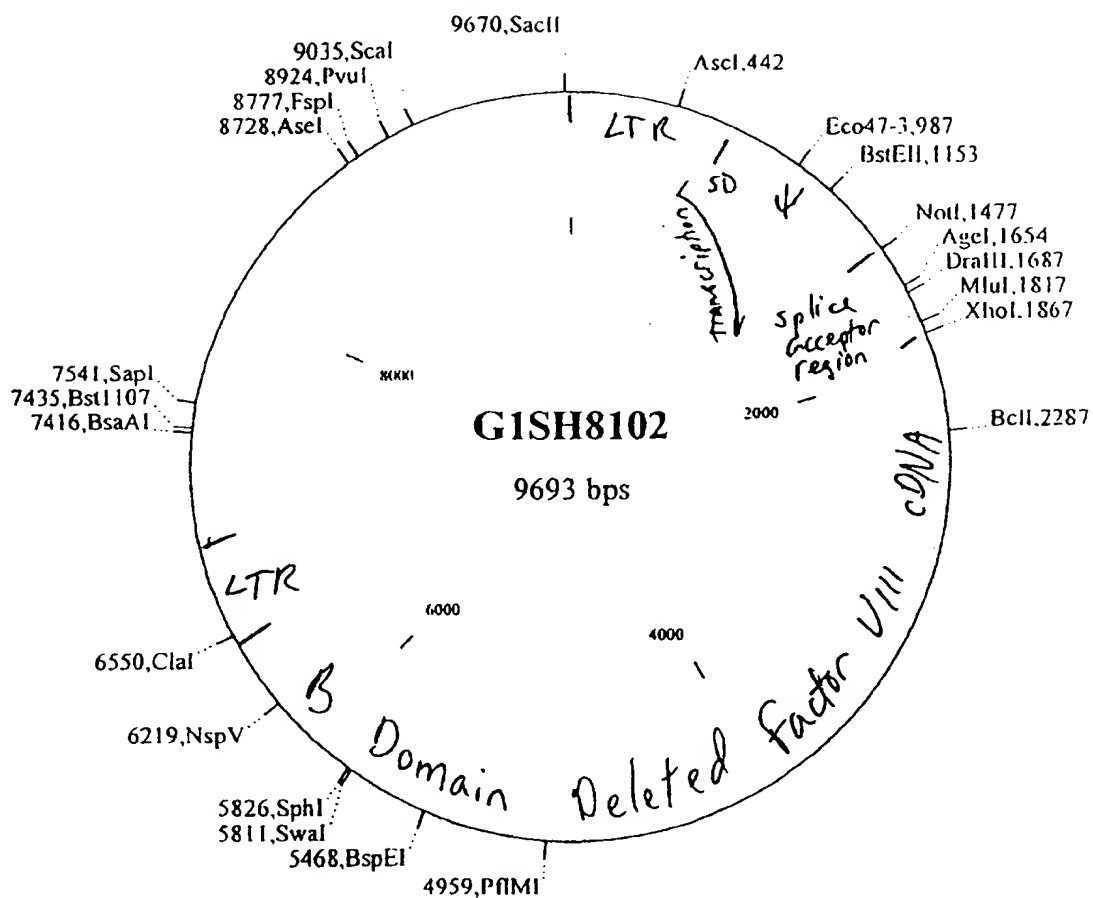 9670,SacII
9035,ScaI
8924,PvuI
8777,FspI
8728,AseI
AscI,442
Eco47-3,987
BstEII,1153
NotI,1477
AgeI,1654
DraIII,1687
MluI,1817
XhoI,1867
BclI,2287
LTR
SD
ψ
transcription
splice
acceptor
region
2000
8000
7541,SapI
7435,Bst1107
7416,BsaAI
G1SH8102
9693 bps
cDNA
LTR
6000
4000
6550,ClaI
6219,NspV
B Domain Deleted Factor VIII
5826,SphI
5811,SwaI
5468,BspEI
4959,PflMI